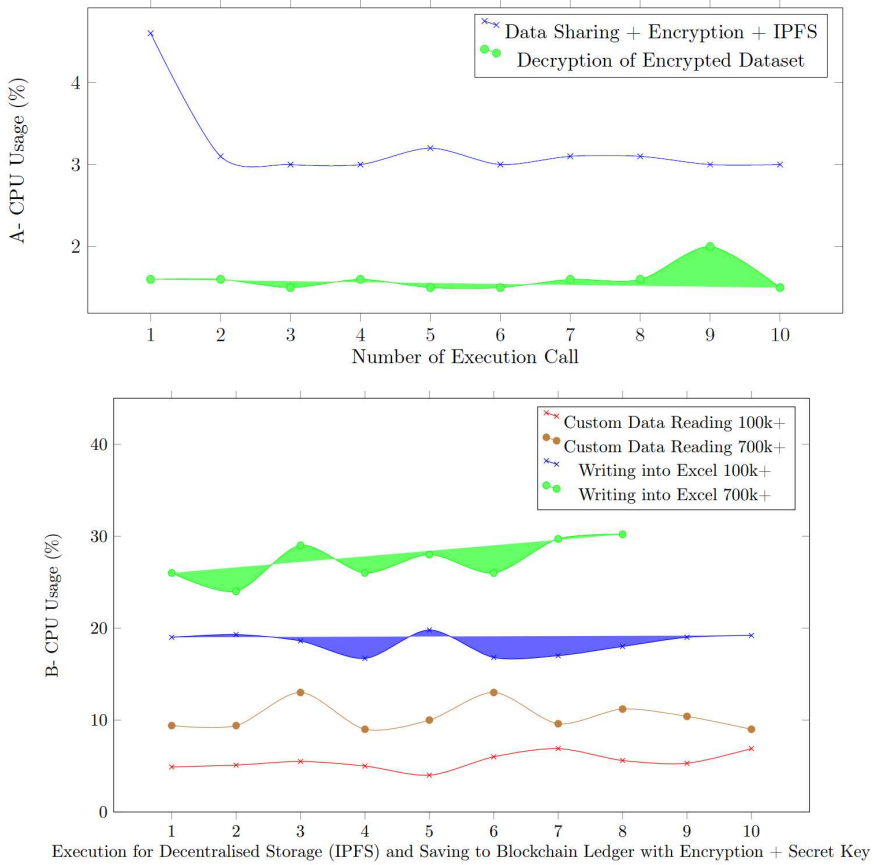 Data Sharing + Encryption + IPFS
Decryption of Encrypted Dataset
A- CPU Usage (%)
4
3
2
1 2 3 4 5 6 7 8 9 10
Number of Execution Call
Custom Data Reading 100k+
Custom Data Reading 700k+
Writing into Excel 100k+
Writing into Excel 700k+
B- CPU Usage (%)
40
30
20
10
0
1 2 3 4 5 6 7 8 9 10
Execution for Decentralised Storage (IPFS) and Saving to Blockchain Ledger with Encryption + Secret Key